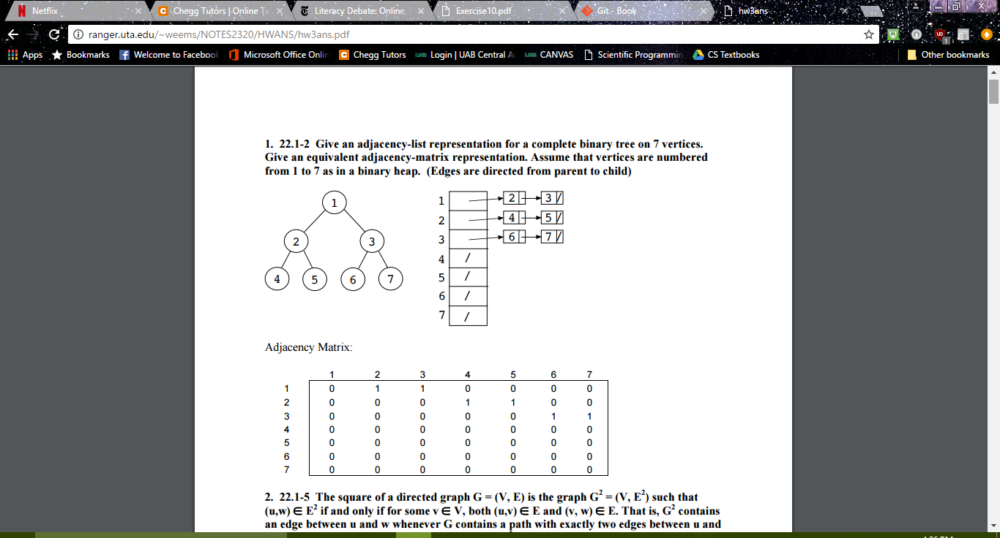 Netflix
Chegg Tutors | Online Tu
Literacy Debate: Online,
Exercise10.pdf
Git - Book
hw3ans
ranger.uta.edu/~weems/NOTES2320/HWANS/hw3ans.pdf
Apps Bookmarks Welcome to Facebook Microsoft Office Onlin Chegg Tutors Login | UAB Central A CANVAS Scientific Programmin CS Textbooks Other bookmarks
1. 22.1-2 Give an adjacency-list representation for a complete binary tree on 7 vertices.
Give an equivalent adjacency-matrix representation. Assume that vertices are numbered
from 1 to 7 as in a binary heap. (Edges are directed from parent to child)
1
2 3
4 5 6 7
1 2 3 /
2 4 5 /
3 6 7 /
4 /
5 /
6 /
7 /
Adjacency Matrix:
1 2 3 4 5 6 7
1 0 1 1 0 0 0 0
2 0 0 0 1 1 0 0
3 0 0 0 0 0 1 1
4 0 0 0 0 0 0 0
5 0 0 0 0 0 0 0
6 0 0 0 0 0 0 0
7 0 0 0 0 0 0 0
2. 22.1-5 The square of a directed graph G = (V, E) is the graph G² = (V, E²) such that
(u,w) ∈ E² if and only if for some v ∈ V, both (u,v) ∈ E and (v, w) ∈ E. That is, G² contains
an edge between u and w whenever G contains a path with exactly two edges between u and